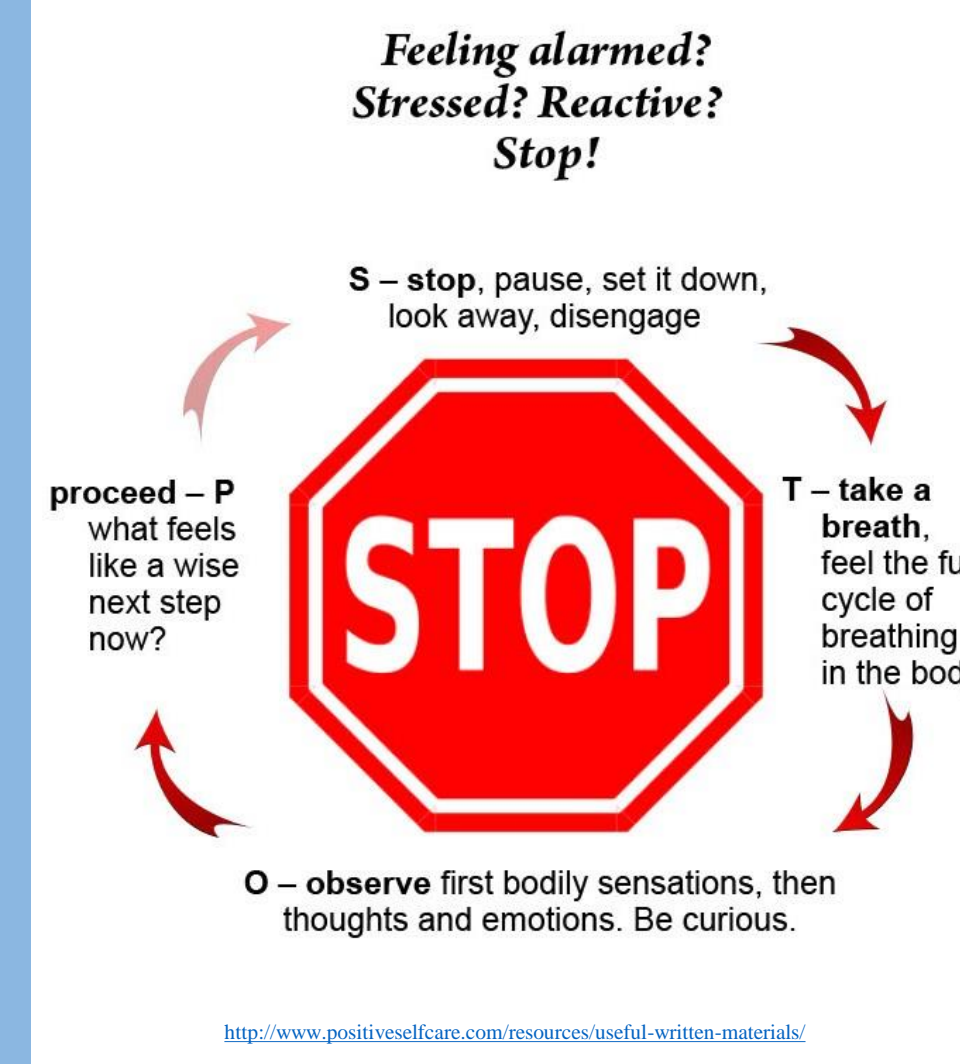 Feeling alarmed?
Stressed? Reactive?
Stop!
S – stop, pause, set it down,
look away, disengage
T – take a
breath,
feel the
cycle of
breathing
in the
O – observe first bodily sensations, then
thoughts and emotions. Be curious.
proceed – P
what feels
like a wise
next step
now?
STOP
http://www.positiveselfcare.com/resources/useful-written-materials/